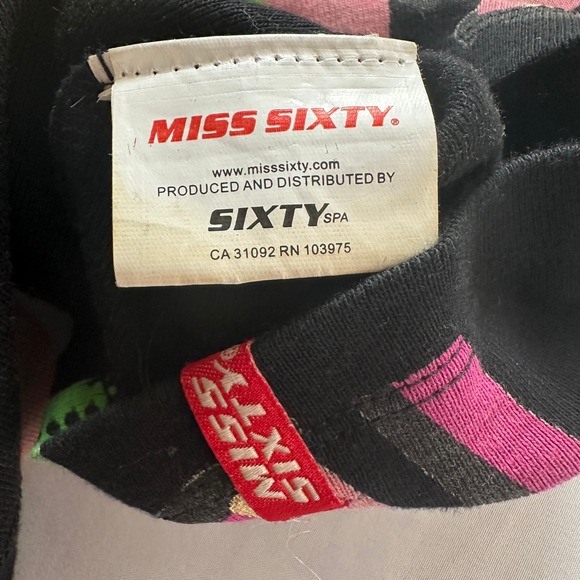 MISS SIXTY®
www.misssixty.com
PRODUCED AND DISTRIBUTED BY
SIXTY SPA
CA 31092 RN 103975
MISS
SIXTY®